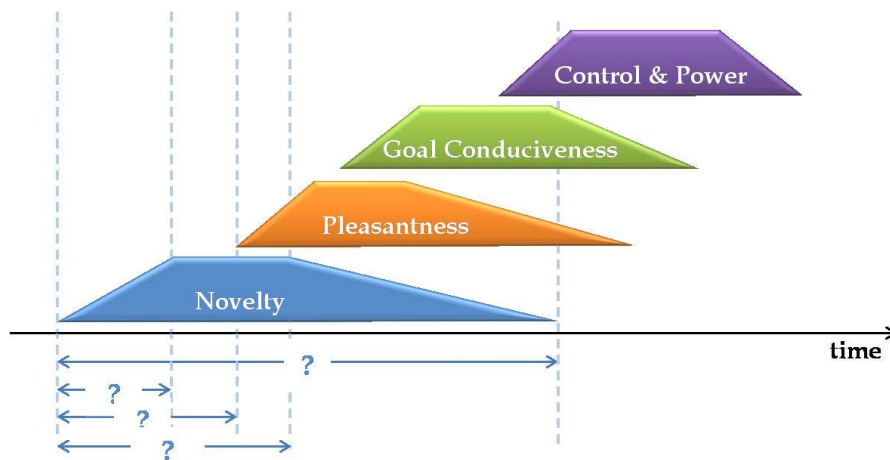 Control & Power
Goal Conduciveness
Pleasantness
Novelty
time
?
?
?
?